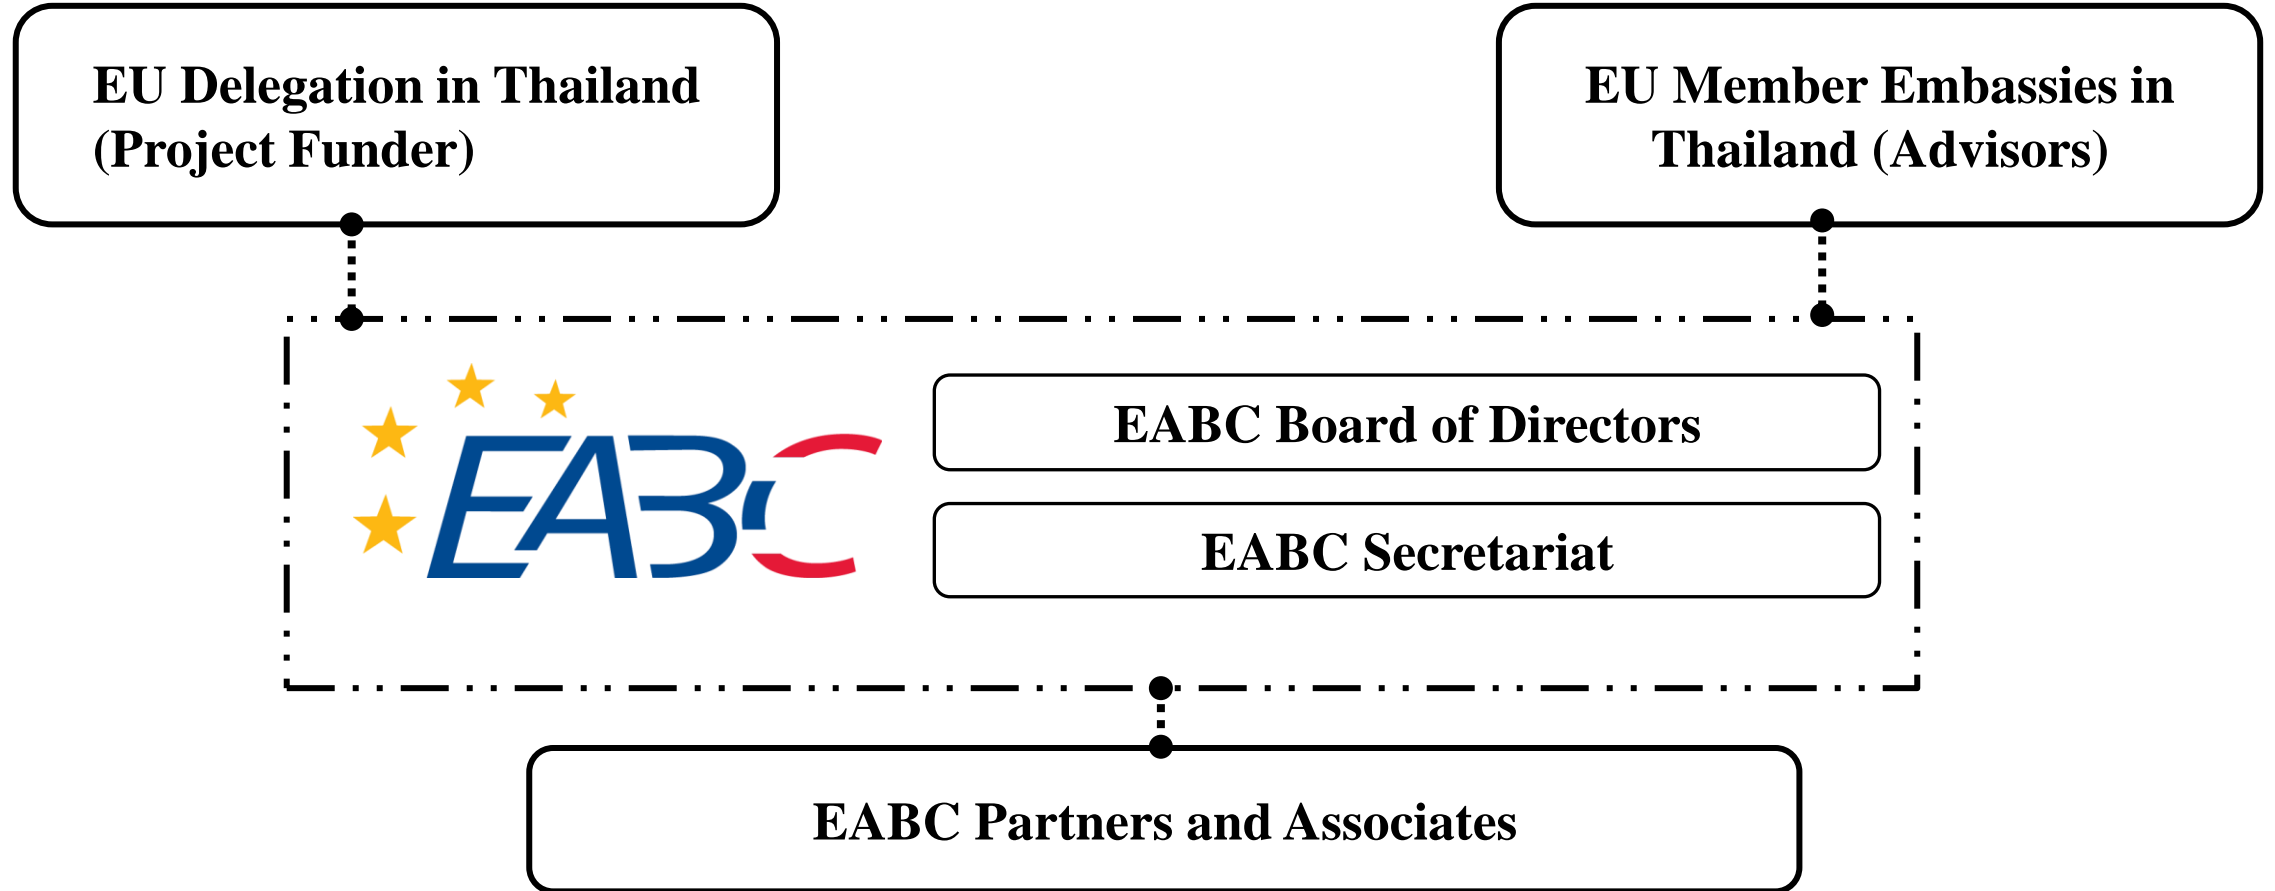 EU Delegation in Thailand
(Project Funder)
EU Member Embassies in
Thailand (Advisors)
EABC
EABC Board of Directors
EABC Secretariat
EABC Partners and Associates